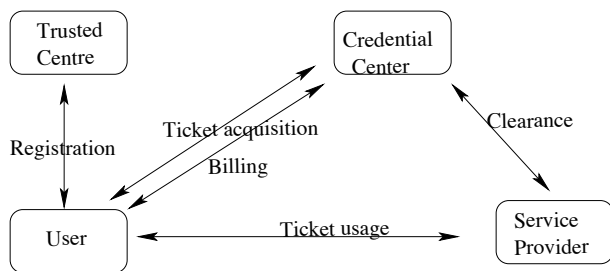 Trusted
Centre
Credential
Center
Ticket acquisition
Clearance
Registration
Billing
User
Ticket usage
Service
Provider